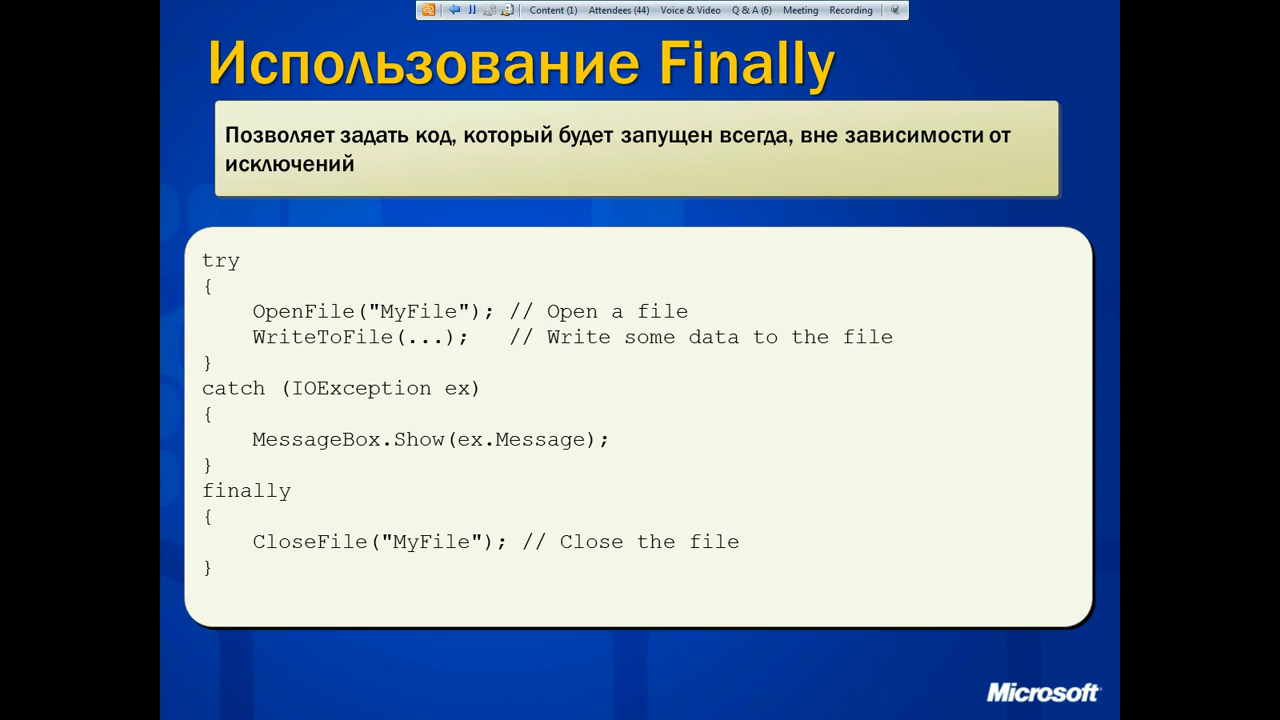 Content (1) Attendees (44) Voice & Video Q & A (6) Meeting Recording
Использование Finally
Позволяет задать код, который будет запущен всегда, вне зависимости от
исключений
try
{
    OpenFile("MyFile"); // Open a file
    WriteToFile(...);   // Write some data to the file
}
catch (IOException ex)
{
    MessageBox.Show(ex.Message);
}
finally
{
    CloseFile("MyFile"); // Close the file
}
Microsoft